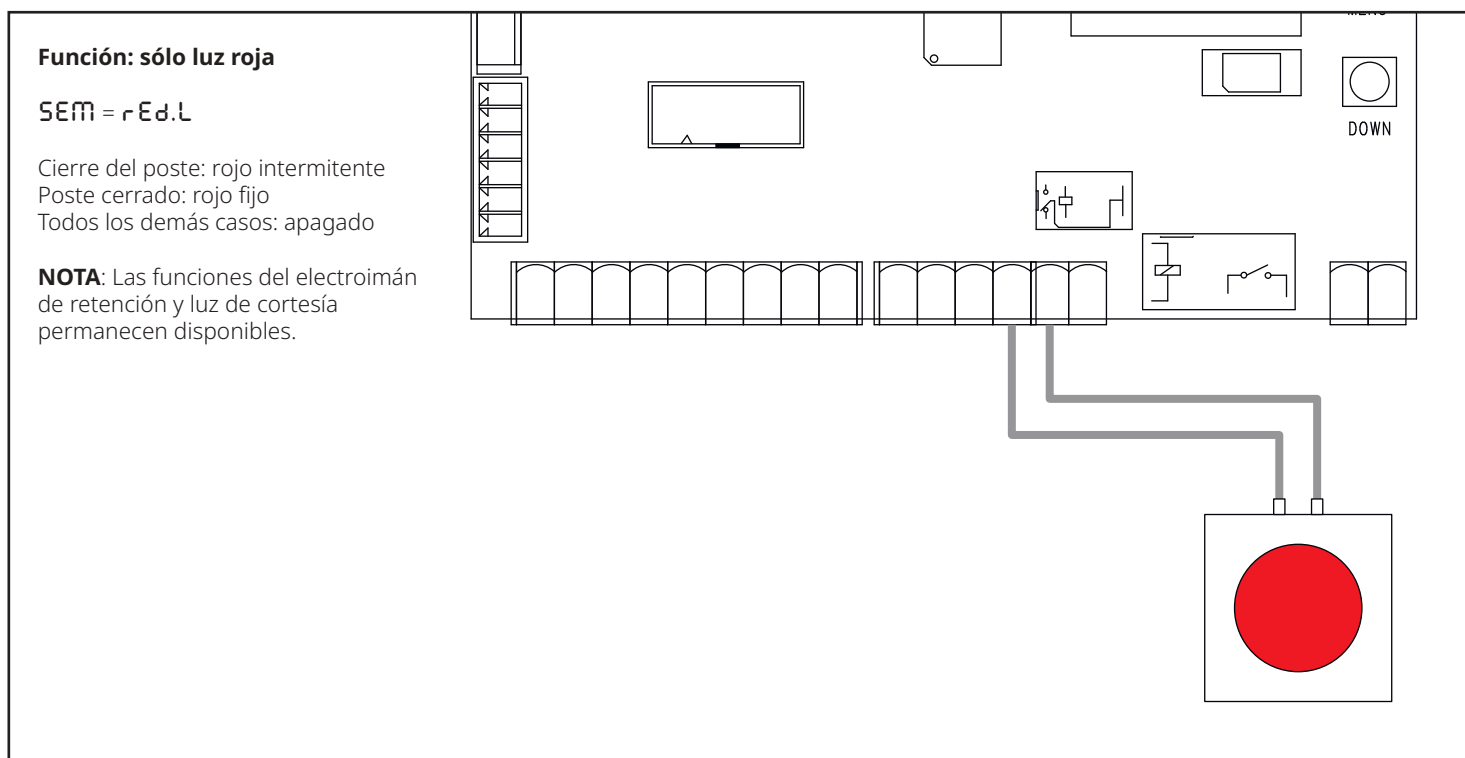 Función: sólo luz roja
SEM = rEd.L
Cierre del poste: rojo intermitente
Poste cerrado: rojo fijo
Todos los demás casos: apagado
NOTA: Las funciones del electroimán
de retención y luz de cortesía
permanecen disponibles.
DOWN